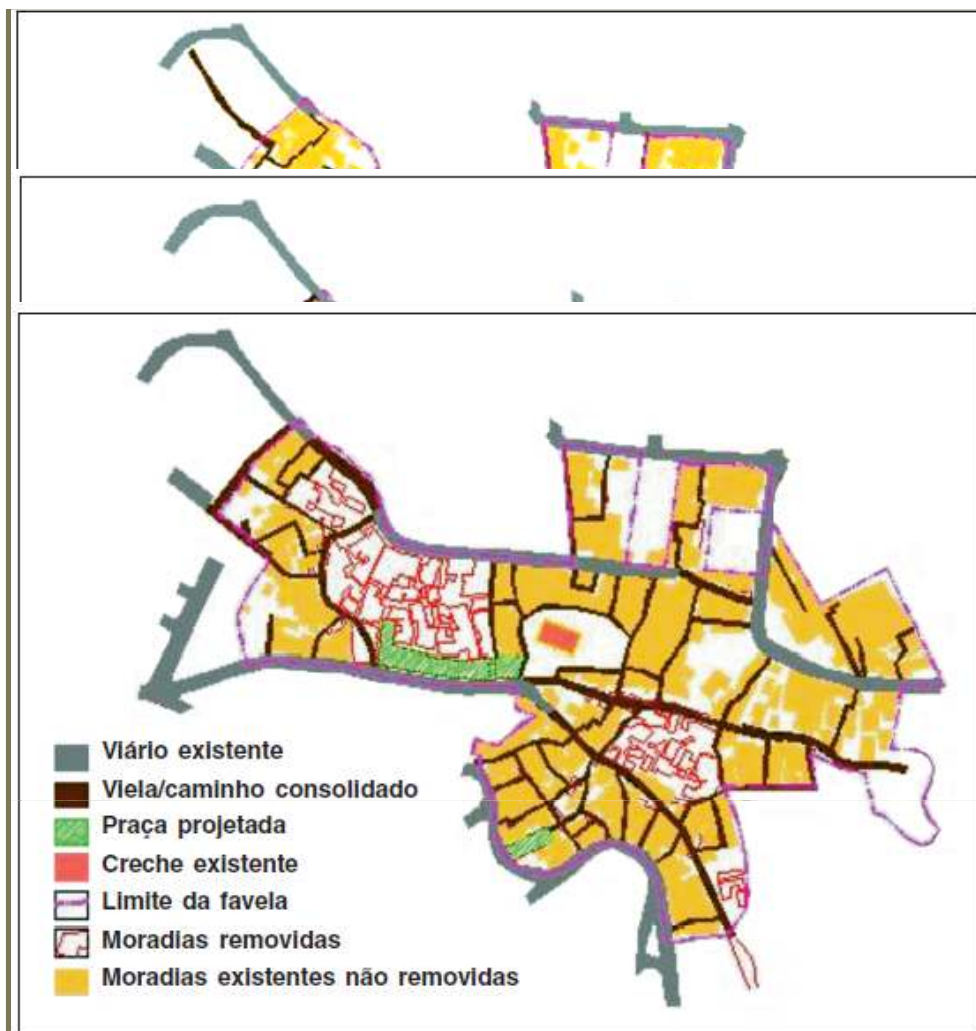 Viário existente
Viela/caminho consolidado
Praça projetada
Creche existente
Limite da favela
Moradias removidas
Moradias existentes não removidas